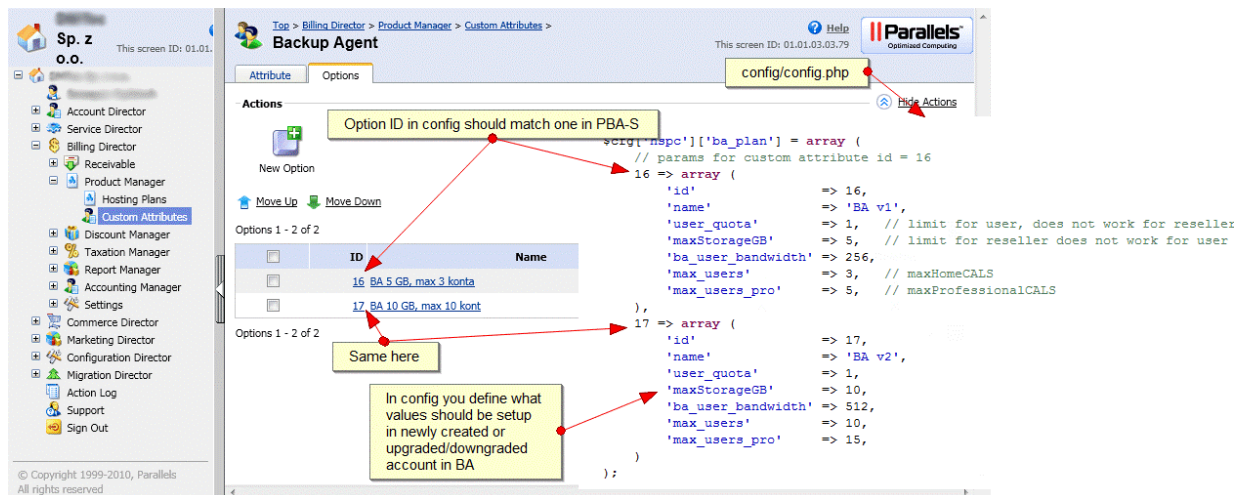 Sp. z
o.o.
This screen ID: 01.01.
Account Director
Service Director
Billing Director
Receivable
Product Manager
Hosting Plans
Custom Attributes
Discount Manager
Taxation Manager
Report Manager
Accounting Manager
Settings
Commerce Director
Marketing Director
Configuration Director
Migration Director
Action Log
Support
Sign Out
© Copyright 1999-2010, Parallels
All rights reserved
Top > Billing Director > Product Manager > Custom Attributes >
Backup Agent
Help
This screen ID: 01.01.03.03.79
Parallels™
Optimized Computing
Attribute Options
config/config.php
Actions
Hide Actions
Option ID in config should match one in PBA-S
New Option
Move Up Move Down
Options 1 - 2 of 2
ID Name
16 BA 5 GB, max 3 konta
17 BA 10 GB, max 10 kont
Options 1 - 2 of 2
Same here
In config you define what
values should be setup
in newly created or
upgraded/downgraded
account in BA
$cfg['hspc']['ba_plan'] = array (
// params for custom attribute id = 16
16 => array (
'id' => 16,
'name' => 'BA v1',
'user_quota' => 1, // limit for user, does not work for reseller
'maxStorageGB' => 5, // limit for reseller does not work for user
'ba_user_bandwidth' => 256,
'max_users' => 3, // maxHomeCALS
'max_users_pro' => 5, // maxProfessionalCALS
),
17 => array (
'id' => 17,
'name' => 'BA v2',
'user_quota' => 1,
'maxStorageGB' => 10,
'ba_user_bandwidth' => 512,
'max_users' => 10,
'max_users_pro' => 15,
)
);